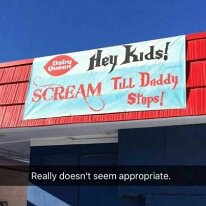 Dairy
Queen
Hey Kids!
SCREAM Till Daddy
Stops!
Really doesn't seem appropriate.